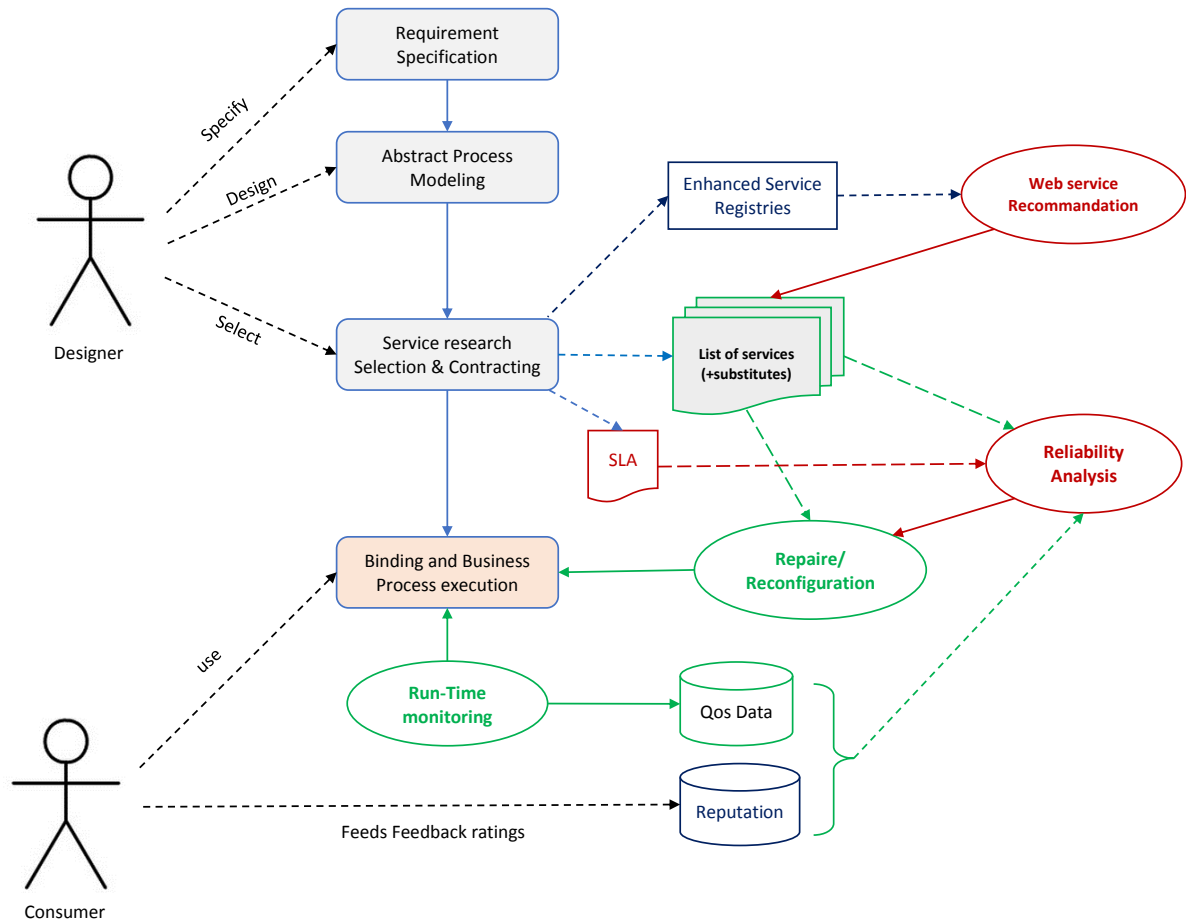 Requirement
Specification
Specify
Abstract Process
Modeling
Design
Enhanced Service
Registries
Web service
Recommandation
Designer
Select
Service research
Selection & Contracting
List of services
(+substitutes)
SLA
Reliability
Analysis
Binding and Business
Process execution
Repaire/
Reconfiguration
use
Run-Time
monitoring
Qos Data
Reputation
Feeds Feedback ratings
Consumer